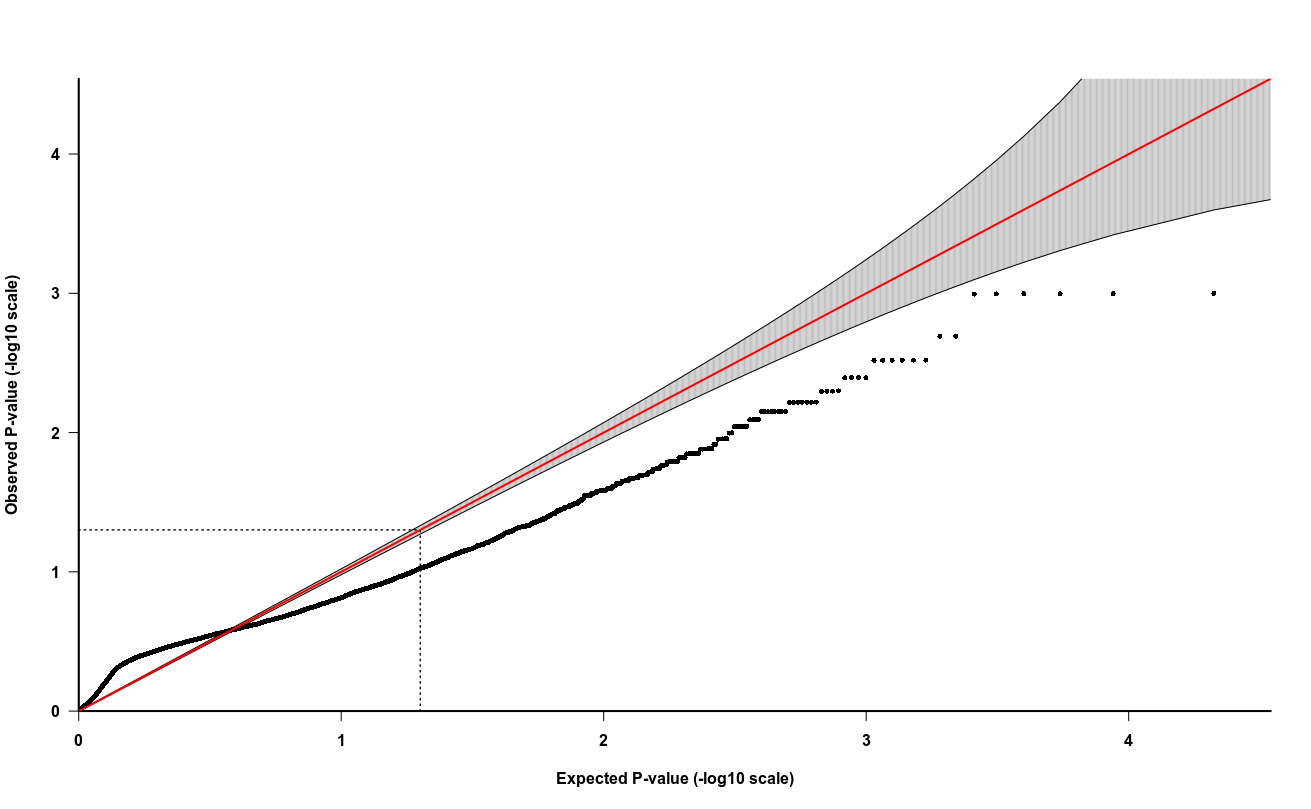 Observed P-value (-log10 scale)
4
3
2
1
0
0 1 2 3 4
Expected P-value (-log10 scale)